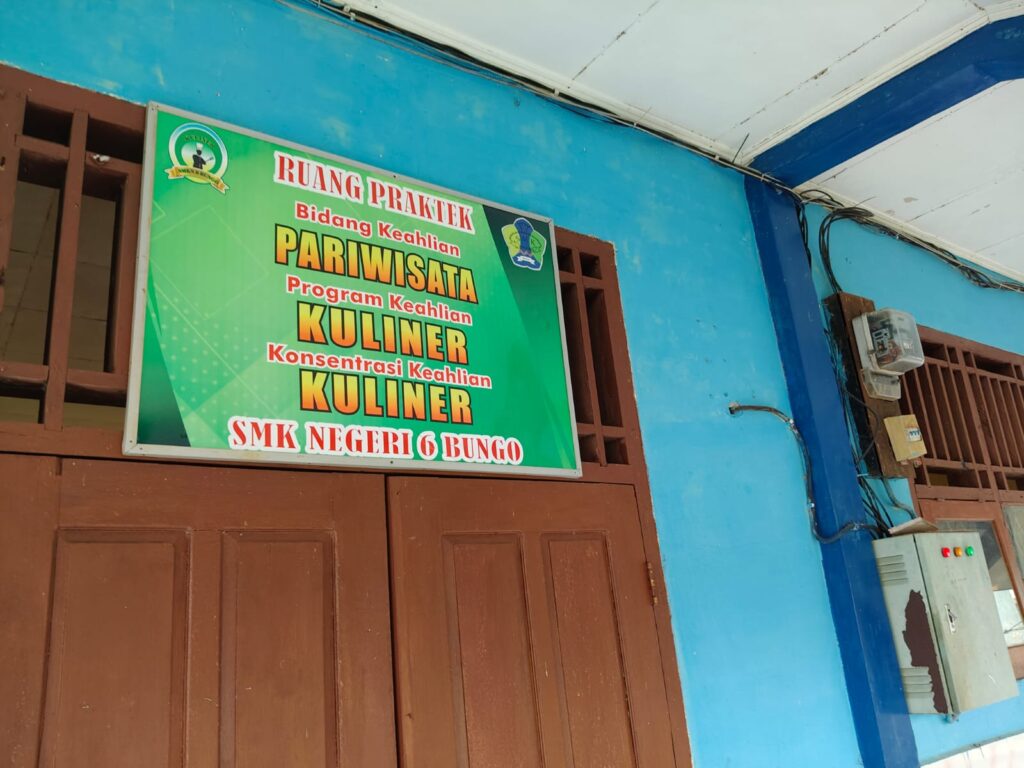 RUANG PRAKTEK
Bidang Keahlian
PARIWISATA
Program Keahlian
KULINER
Konsentrasi Keahlian
KULINER
SMK NEGERI 6 BUNGO